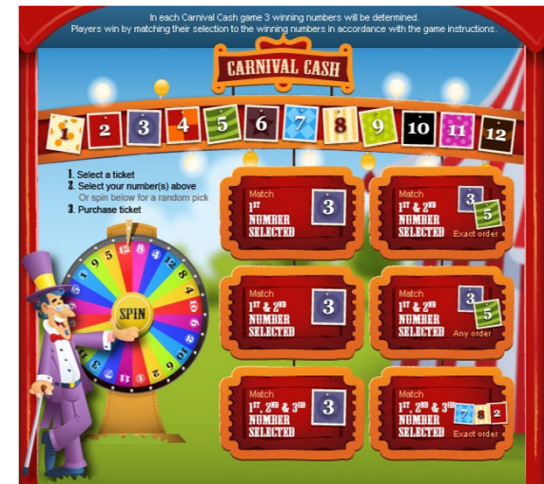 In each Carnival Cash game 3 winning numbers will be determined.
Players win by matching their selection to the winning numbers in accordance with the game instructions.
CARNIVAL CASH
1 2 3 4 5 6 7 8 9 10 11 12
1. Select a ticket
2. Select your number(s) above
Or spin below for a random pick
3. Purchase ticket
SPIN
Match
1ST
NUMBER
SELECTED
3
Match
1ST & 2ND
NUMBER
SELECTED
3
5
Exact order
Match
1ST & 2ND
NUMBER
SELECTED
3
Match
1ST & 2ND
NUMBER
SELECTED
3
5
Any order
Match
1ST, 2ND & 3RD
NUMBER
SELECTED
3
Match
1ST, 2ND & 3RD
NUMBER
SELECTED
7 8 2
Exact order